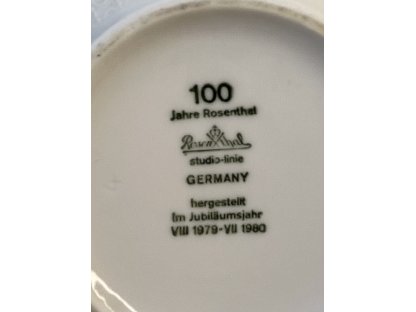 100
Jahre Rosenthal
Rosenthal
studio-linie
GERMANY
hergestellt
im Jubiläumsjahr
VIII 1979-VII 1980